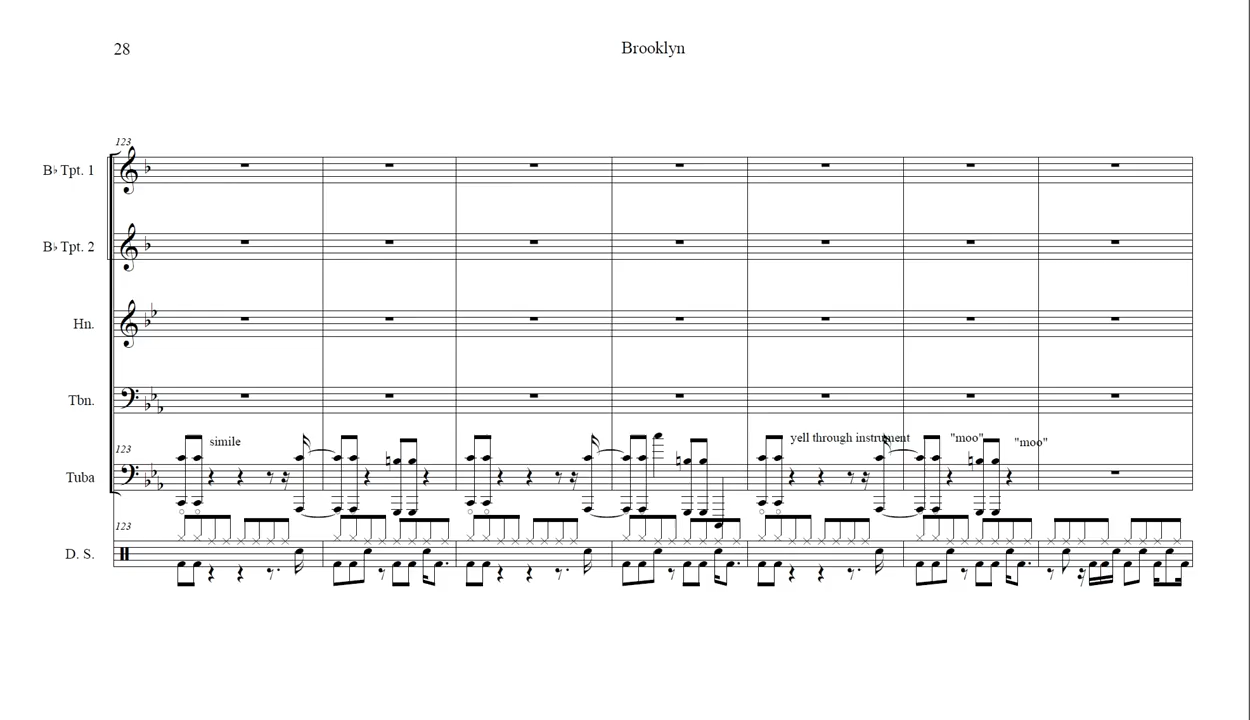 28
Brooklyn
123
B♭ Tpt. 1
B♭ Tpt. 2
Hn.
Tbn.
123
simile
yell through instrument
"moo"
"moo"
Tuba
123
D. S.